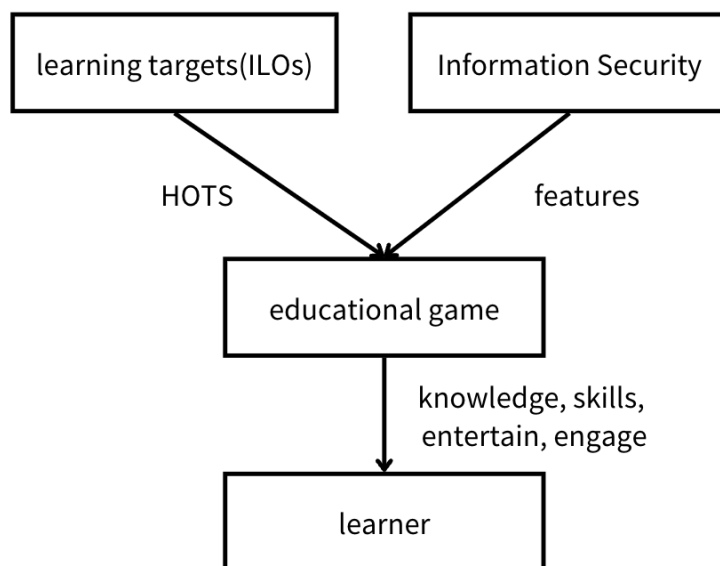 learning targets(ILOs)
Information Security
HOTS
features
educational game
knowledge, skills,
entertain, engage
learner